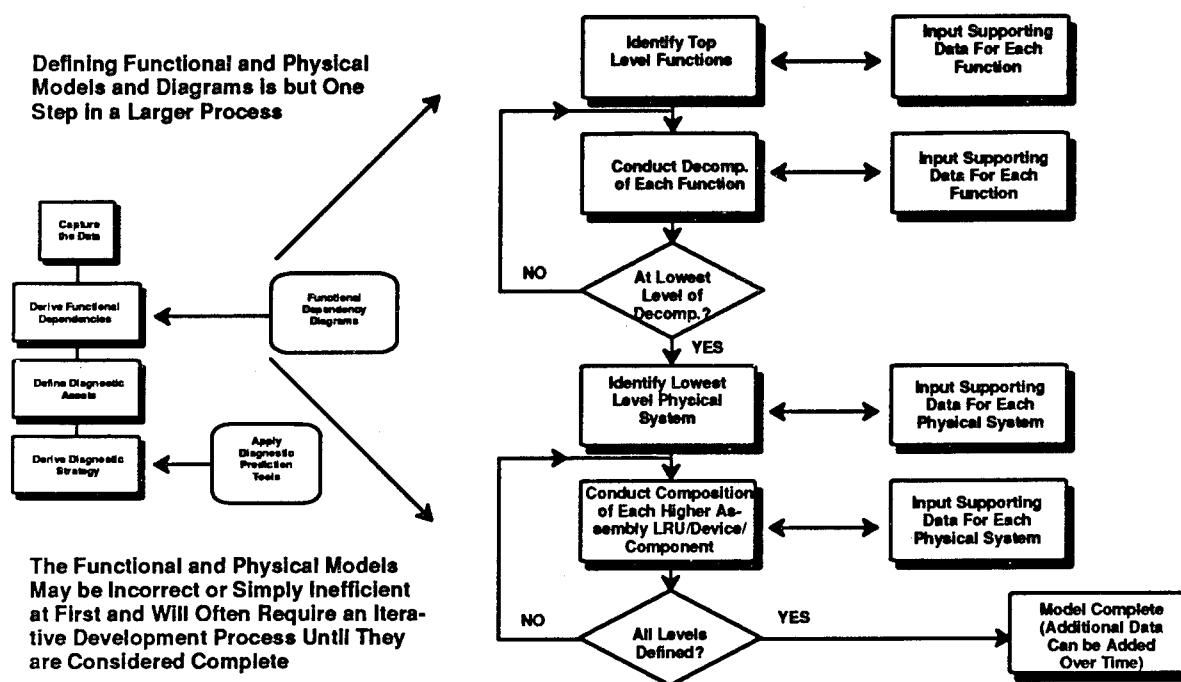 Defining Functional and Physical
Models and Diagrams is but One
Step in a Larger Process
Capture
the Data
Derive Functional
Dependencies
Define Diagnostic
Assets
Derive Diagnostic
Strategy
Functional
Dependency
Diagrams
Apply
Diagnostic
Prediction
Tools
The Functional and Physical Models
May be Incorrect or Simply Inefficient
at First and Will Often Require an Itera-
tive Development Process Until They
are Considered Complete
Identify Top
Level Functions
Input Supporting
Data For Each
Function
Conduct Decomp.
of Each Function
Input Supporting
Data For Each
Function
NO
At Lowest
Level of
Decomp.?
YES
Identify Lowest
Level Physical
System
Input Supporting
Data For Each
Physical System
Conduct Composition
of Each Higher As-
sembly LRU/Device/
Component
Input Supporting
Data For Each
Physical System
NO
All Levels
Defined?
YES
Model Complete
(Additional Data
Can be Added
Over Time)